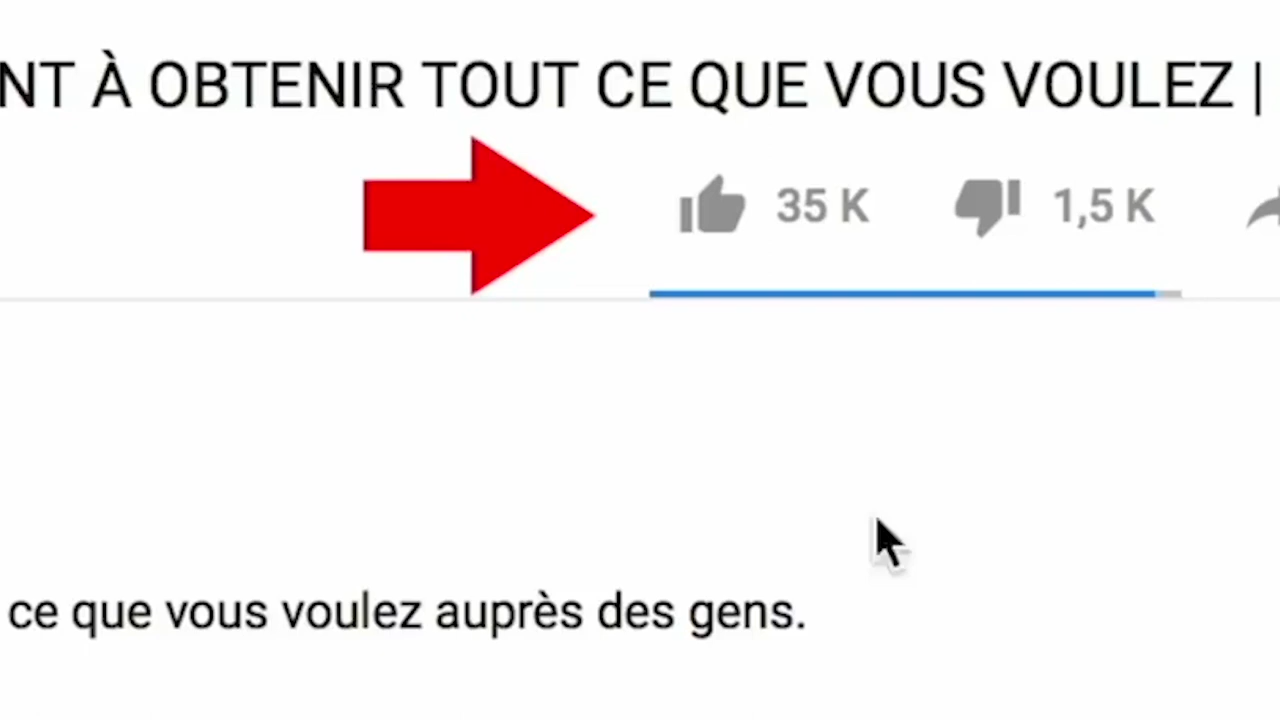 NT À OBTENIR TOUT CE QUE VOUS VOULEZ |
35 K 1,5 K
ce que vous voulez auprès des gens.